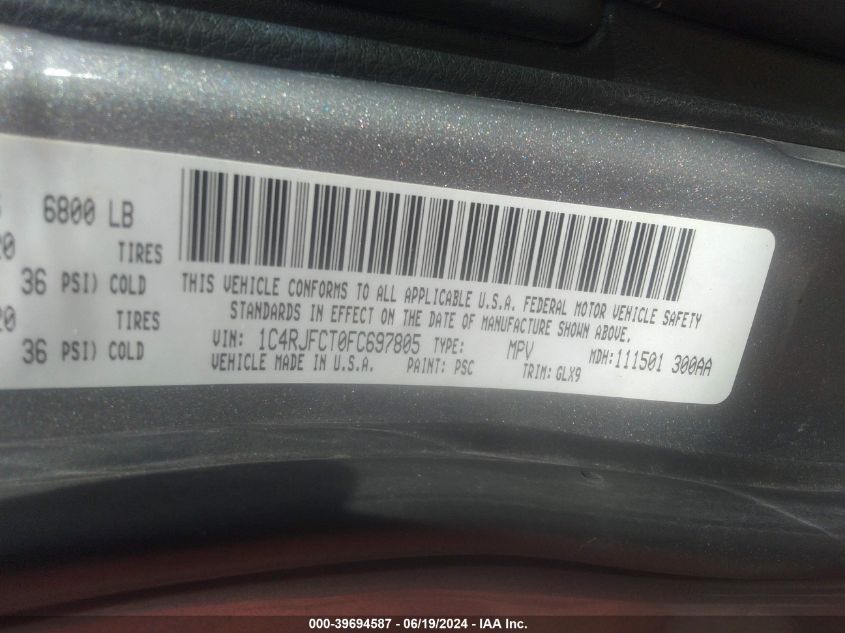 6800 LB
20 TIRES
36 PSI) COLD
20 TIRES
36 PSI) COLD
THIS VEHICLE CONFORMS TO ALL APPLICABLE U.S.A. FEDERAL MOTOR VEHICLE SAFETY
STANDARDS IN EFFECT ON THE DATE OF MANUFACTURE SHOWN ABOVE.
VIN: 1C4RJFCT0FC697805 TYPE: MPV MDH:111501 300AA
VEHICLE MADE IN U.S.A. PAINT: PSC TRIM: GLX9
000-39694587 - 06/19/2024 - IAA Inc.